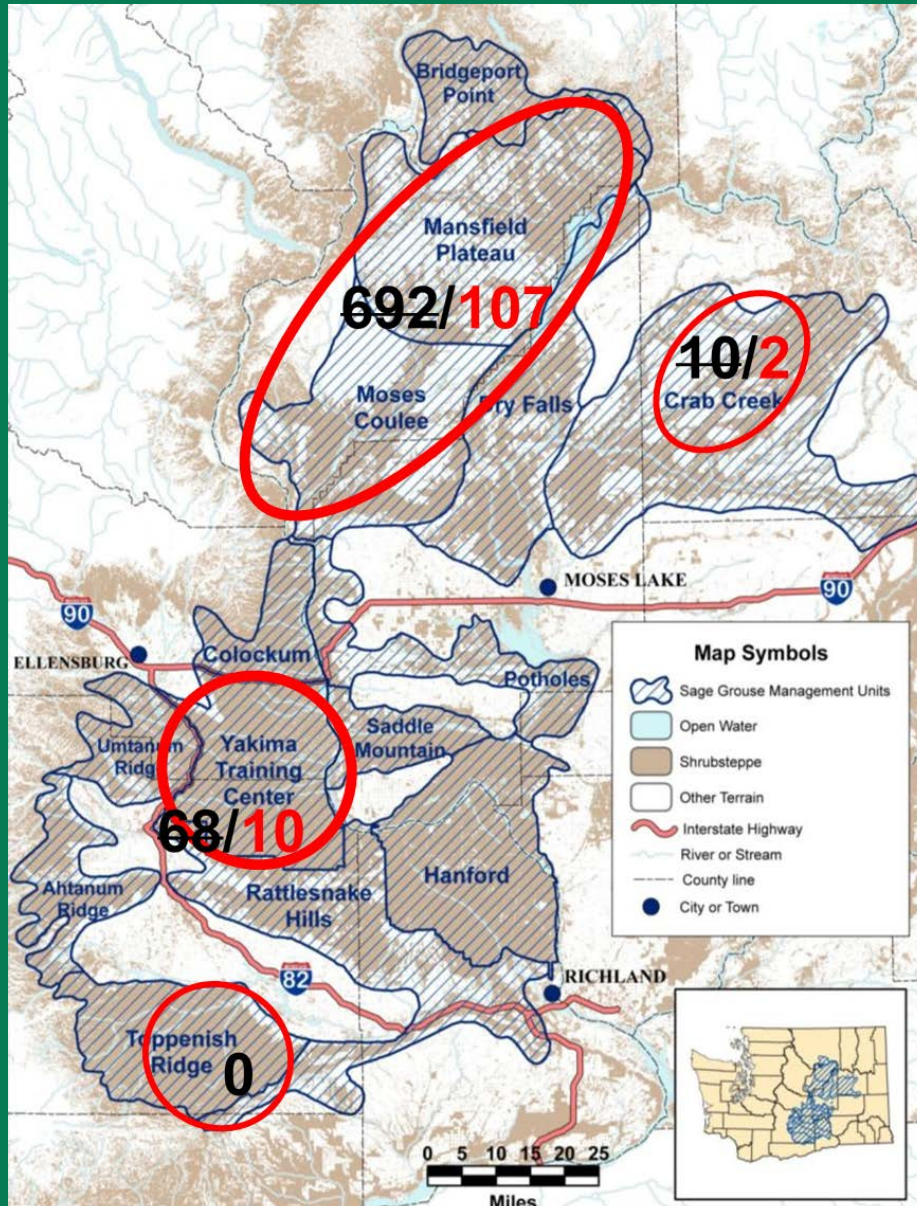 Bridgeport
Point
Mansfield
Plateau
692/107
Moses
Coulee
Dry Falls
10/2
Crab Creek
MOSES LAKE
90
90
ELLENSBURG
Colockum
Potholes
Umtanum
Ridge
Yakima
Training
Center
Saddle
Mountain
68/10
Ahtanum
Ridge
Rattlesnake
Hills
Hanford
82
RICHLAND
Toppenish
Ridge
0
Map Symbols
Sage Grouse Management Units
Open Water
Shrubsteppe
Other Terrain
Interstate Highway
River or Stream
County line
City or Town
0 5 10 15 20 25
Miles